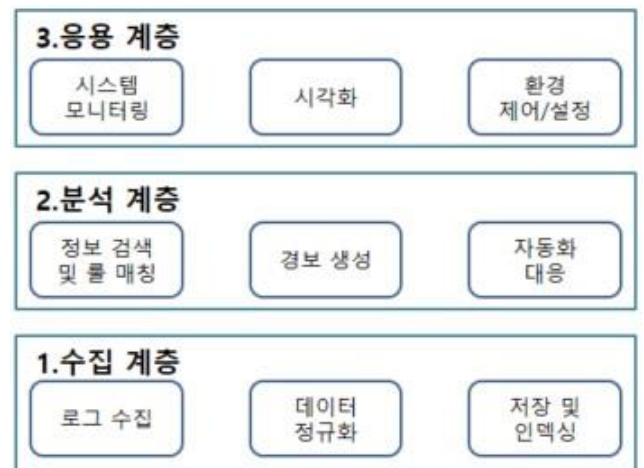 3.응용 계층
시스템
모니터링
시각화
환경
제어/설정
2.분석 계층
정보 검색
및 룰 매칭
경보 생성
자동화
대응
1.수집 계층
로그 수집
데이터
정규화
저장 및
인덱싱